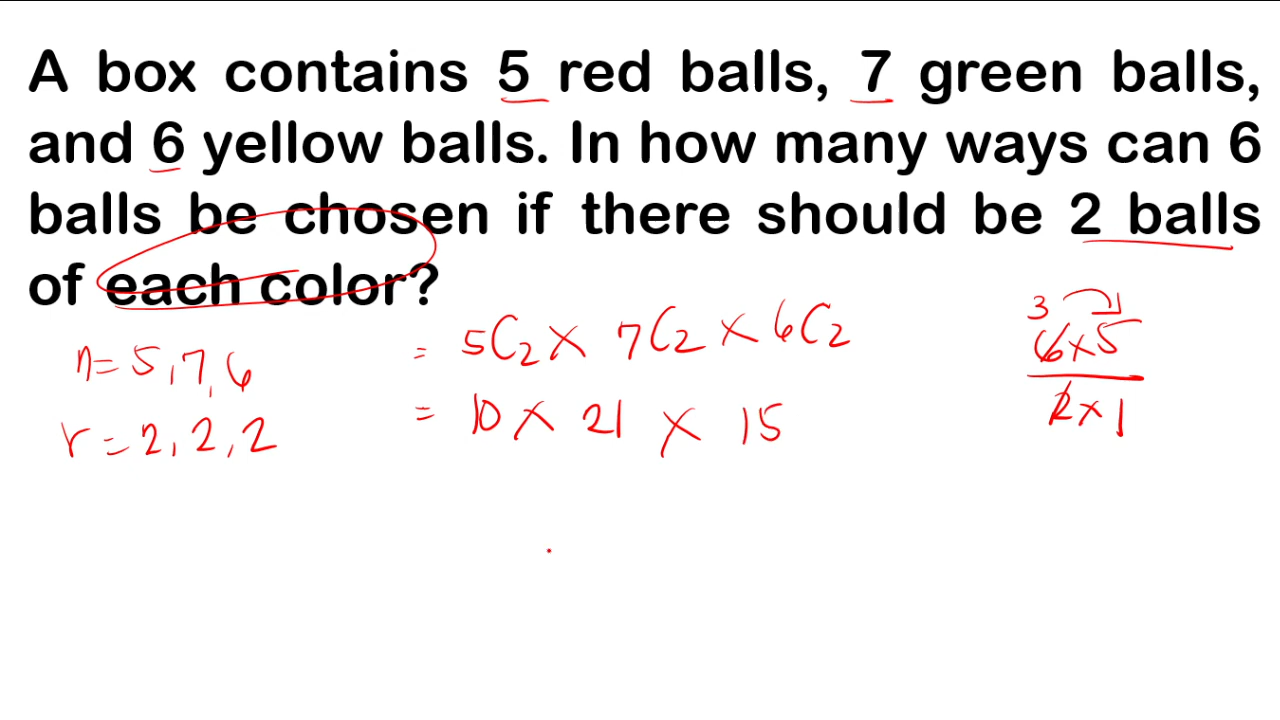 A box contains 5 red balls, 7 green balls,
and 6 yellow balls. In how many ways can 6
balls be chosen if there should be 2 balls
of each color?
n = 5, 7, 6
r = 2, 2, 2
= 5C2 × 7C2 × 6C2
= 10 × 21 × 15
3
6×5
2×1